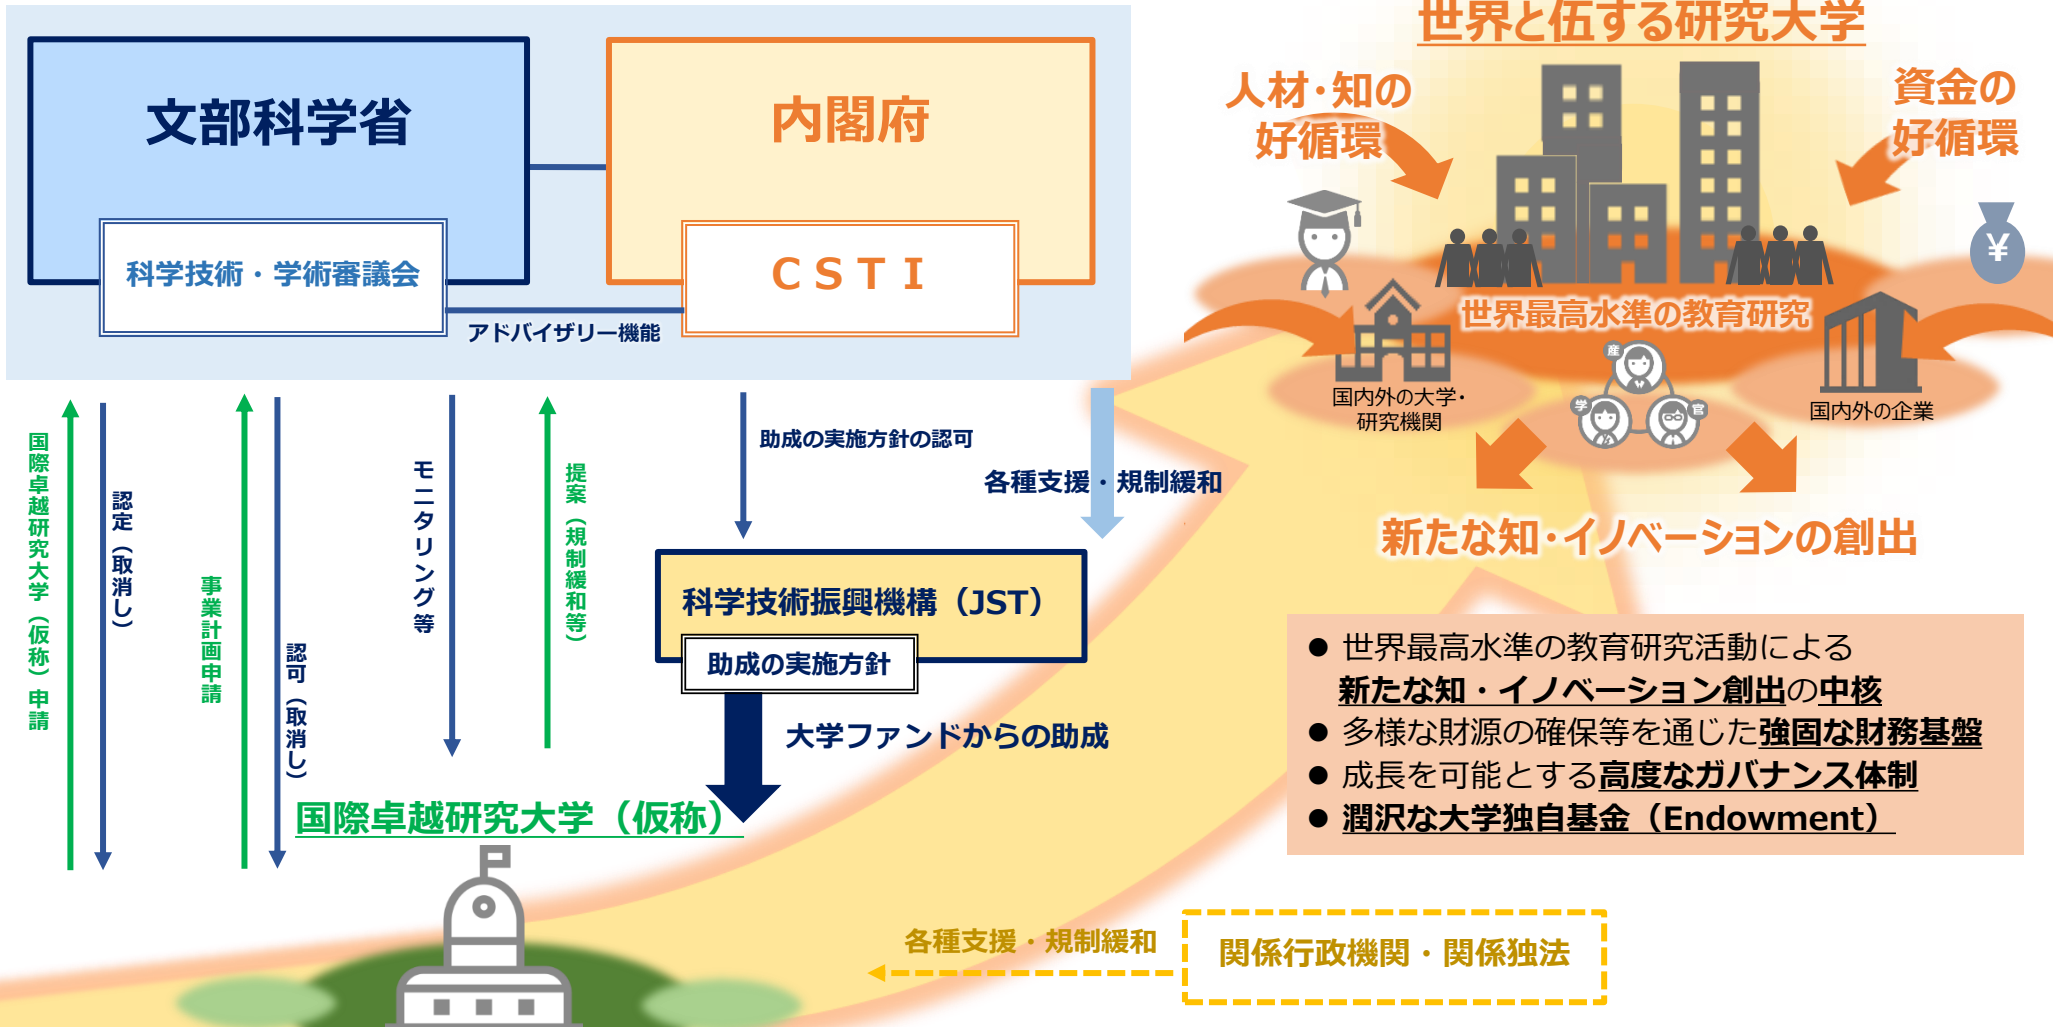 文部科学省
内閣府
科学技術・学術審議会
ＣＳＴＩ
アドバイザリー機能
国際卓越研究大学（仮称）申請
認定（取消し）
事業計画申請
認可（取消し）
モニタリング等
提案（規制緩和等）
助成の実施方針の認可
各種支援・規制緩和
科学技術振興機構（JST）
助成の実施方針
大学ファンドからの助成
国際卓越研究大学（仮称）
各種支援・規制緩和
関係行政機関・関係独法
世界と伍する研究大学
人材・知の
好循環
資金の
好循環
¥
世界最高水準の教育研究
産
学
官
国内外の大学・
研究機関
国内外の企業
新たな知・イノベーションの創出
● 世界最高水準の教育研究活動による
新たな知・イノベーション創出の中核
● 多様な財源の確保等を通じた強固な財務基盤
● 成長を可能とする高度なガバナンス体制
● 潤沢な大学独自基金（Endowment）